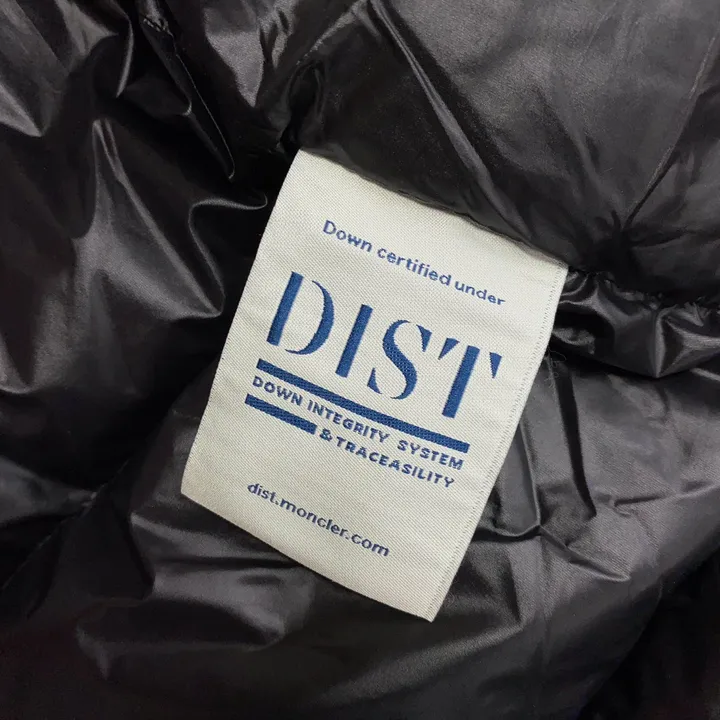 Down certified under
DIST
DOWN INTEGRITY SYSTEM
& TRACEASILITY
dist.moncler.com